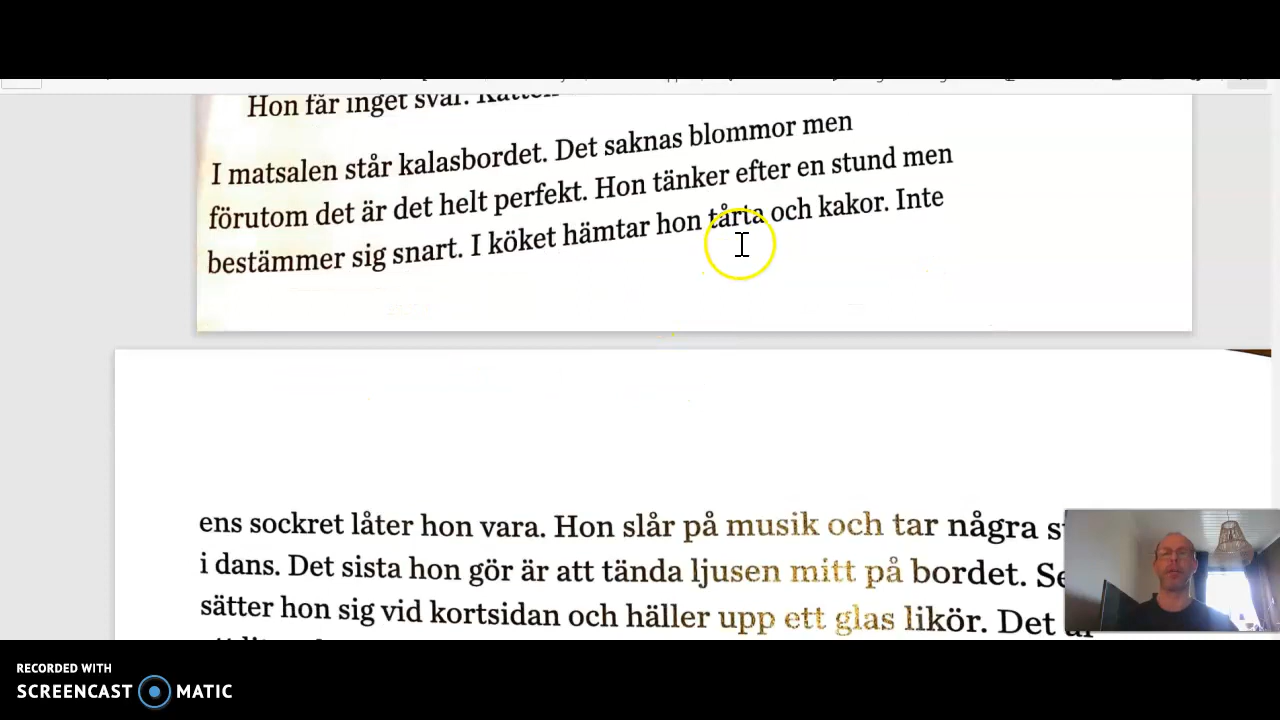 Hon får inget svar. Katten
I matsalen står kalasbordet. Det saknas blommor men
förutom det är det helt perfekt. Hon tänker efter en stund men
bestämmer sig snart. I köket hämtar hon tårta och kakor. Inte
ens sockret låter hon vara. Hon slår på musik och tar några
i dans. Det sista hon gör är att tända ljusen mitt på bordet.
sätter hon sig vid kortsidan och häller upp ett glas likör. Det
RECORDED WITH
SCREENCAST MATIC